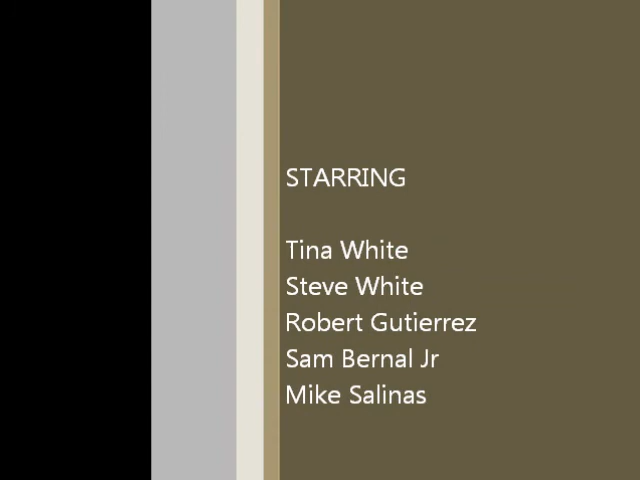 STARRING
Tina White
Steve White
Robert Gutierrez
Sam Bernal Jr
Mike Salinas